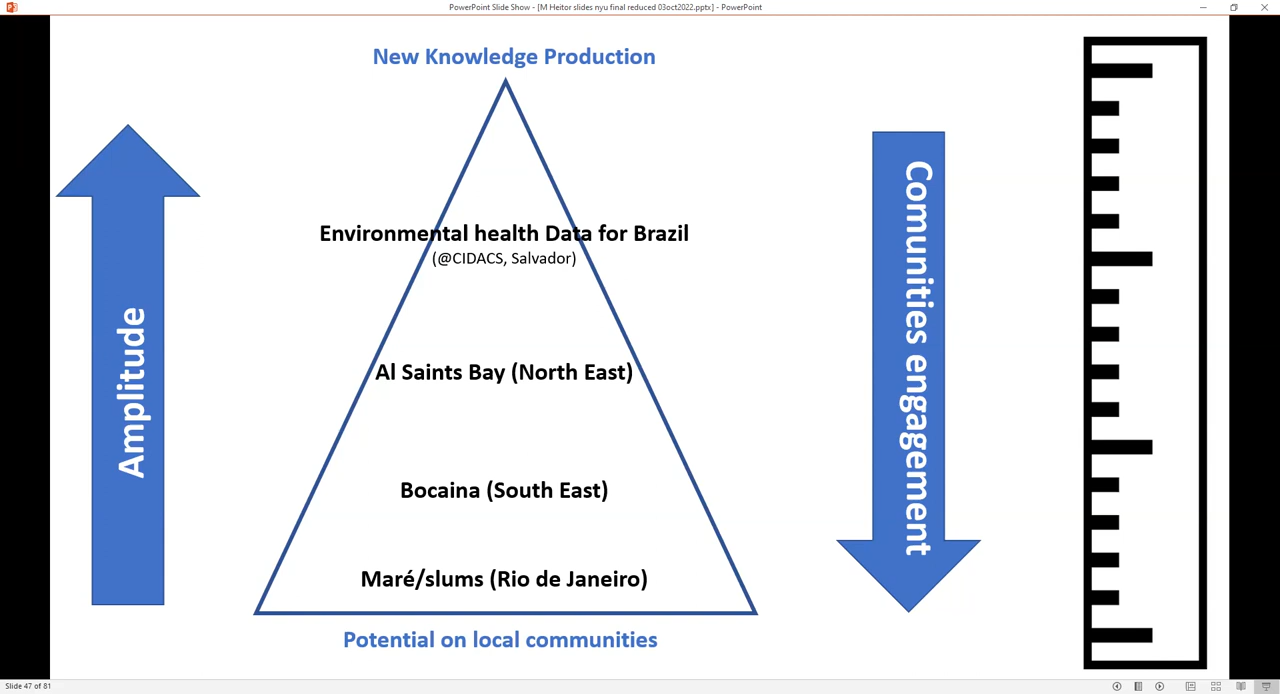 PowerPoint Slide Show - [M Heitor slides nyu final reduced 03oct2022.pptx] - PowerPoint
New Knowledge Production
Environmental health Data for Brazil
(@CIDACS, Salvador)
Al Saints Bay (North East)
Bocaina (South East)
Maré/slums (Rio de Janeiro)
Potential on local communities
Amplitude
Comunities engagement
Slide 47 of 81